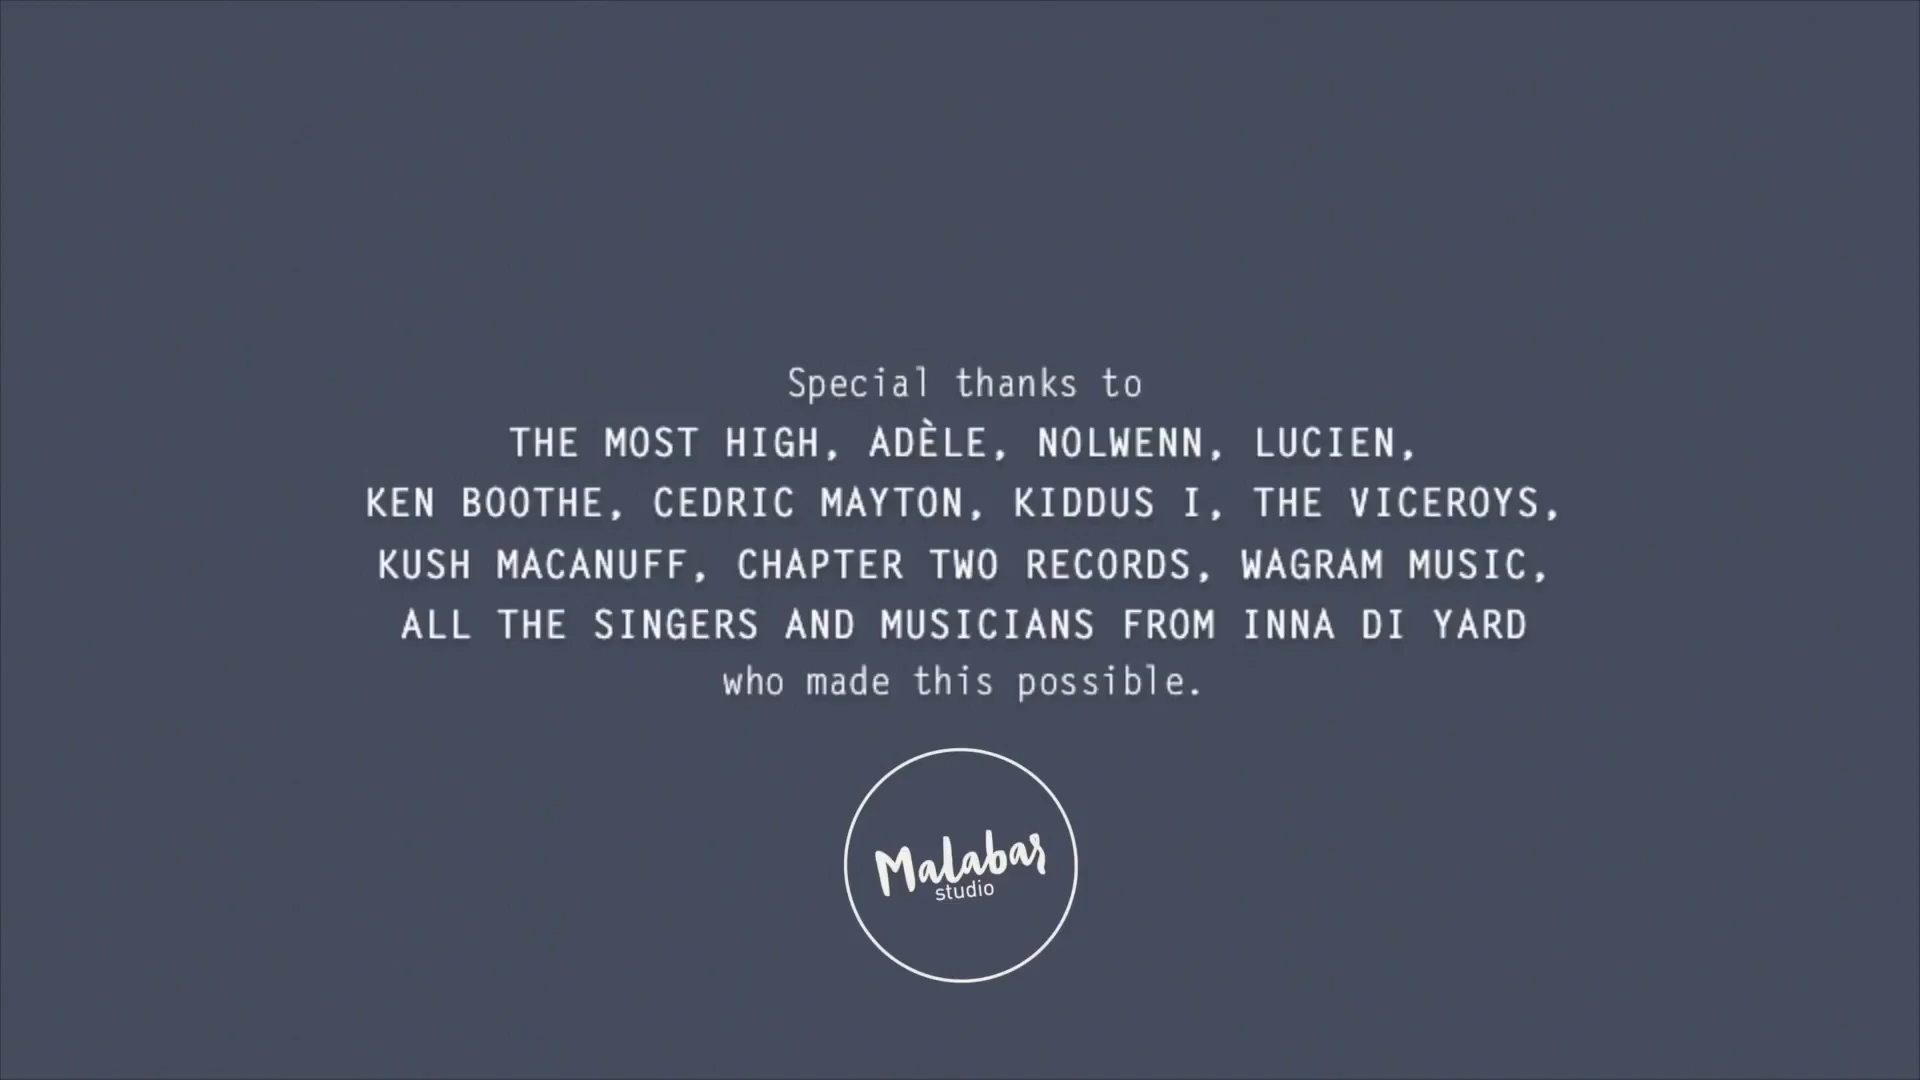 Special thanks to
THE MOST HIGH, ADÈLE, NOLWENN, LUCIEN,
KEN BOOTHE, CEDRIC MAYTON, KIDDUS I, THE VICEROYS,
KUSH MACANUFF, CHAPTER TWO RECORDS, WAGRAM MUSIC,
ALL THE SINGERS AND MUSICIANS FROM INNA DI YARD
who made this possible.
Malabar
studio